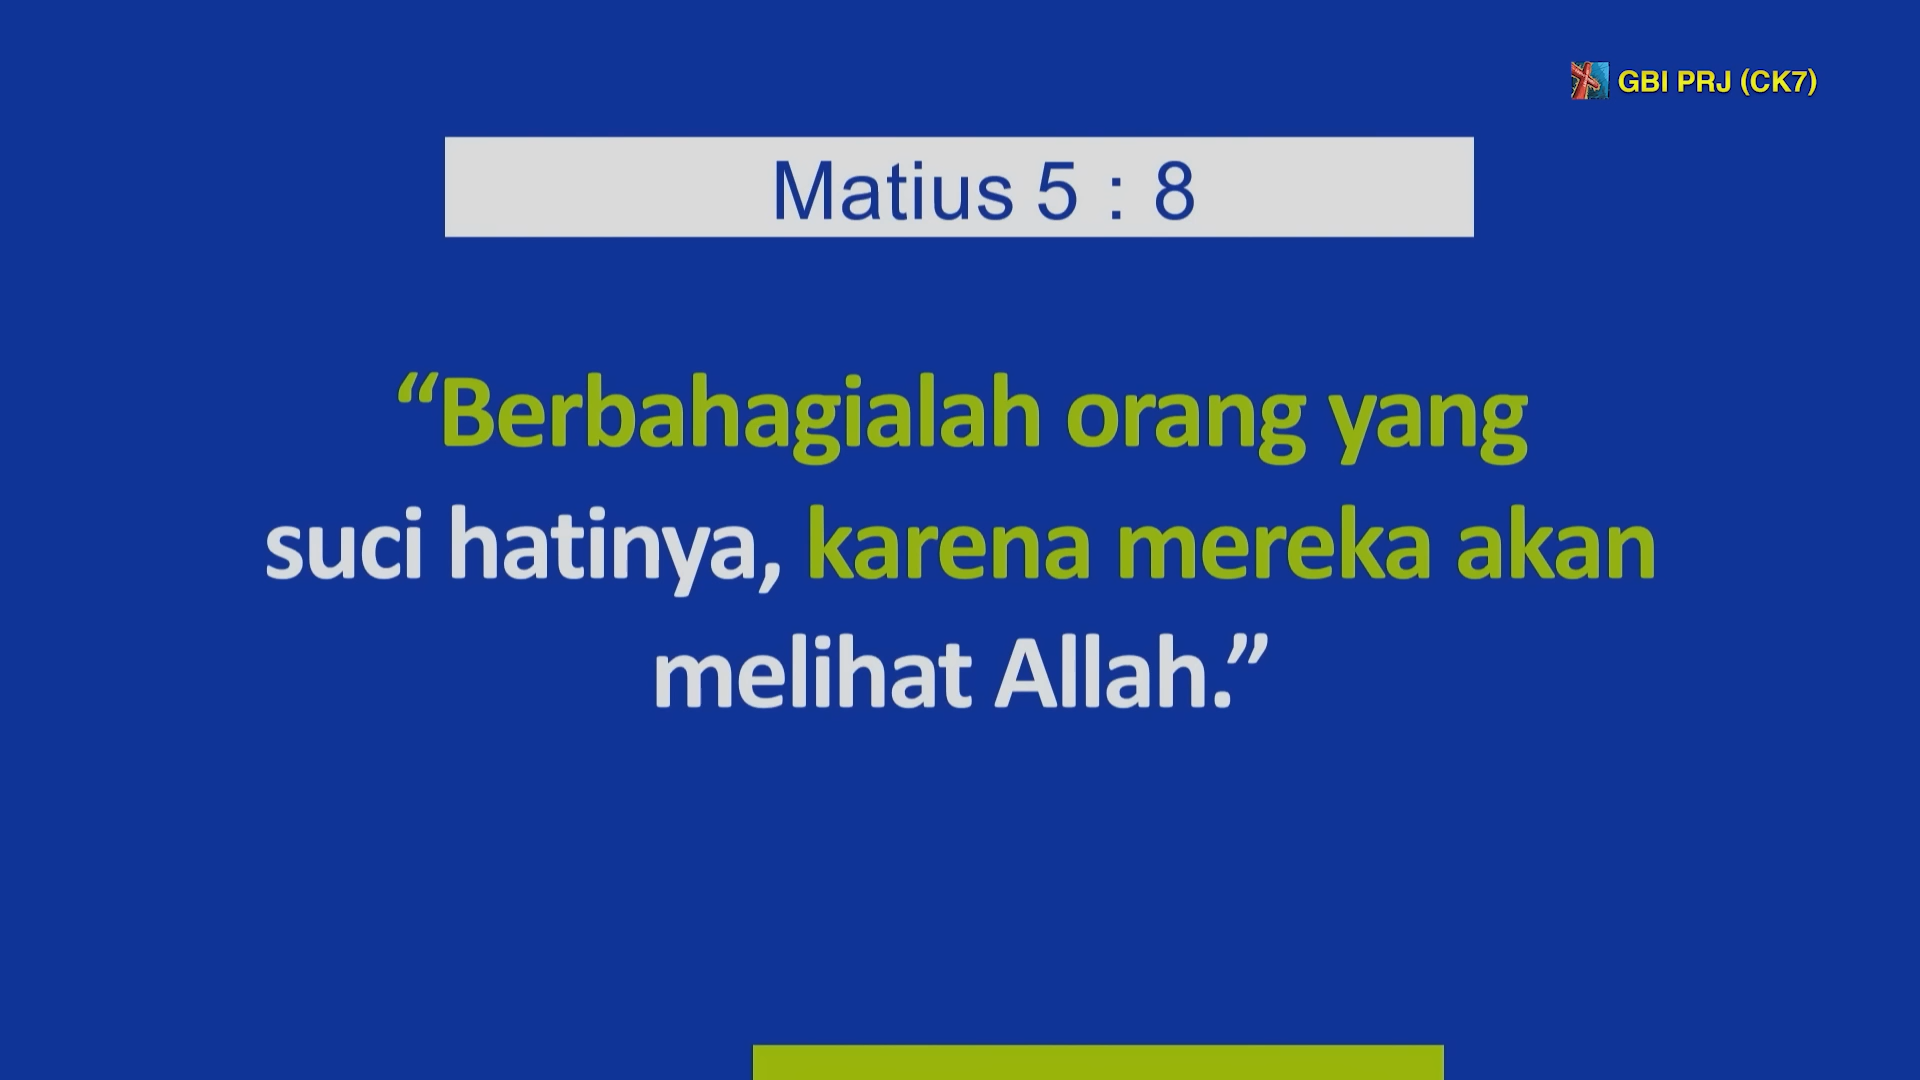 GBI PRJ (CK7)
Matius 5 : 8
“Berbahagialah orang yang
suci hatinya, karena mereka akan
melihat Allah.”